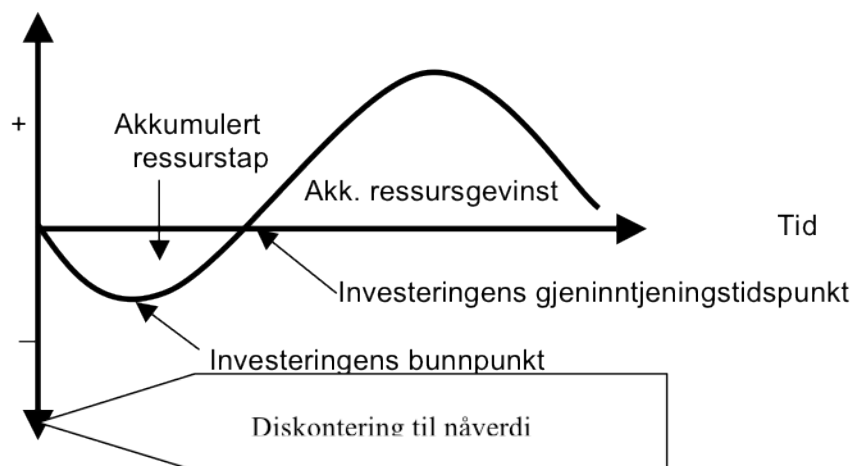 +
Akkumulert
ressurstap
Akk. ressursgevinst
Tid
Investeringens gjeninntjeningstidspunkt
–
Investeringens bunnpunkt
Diskontering til nåverdi